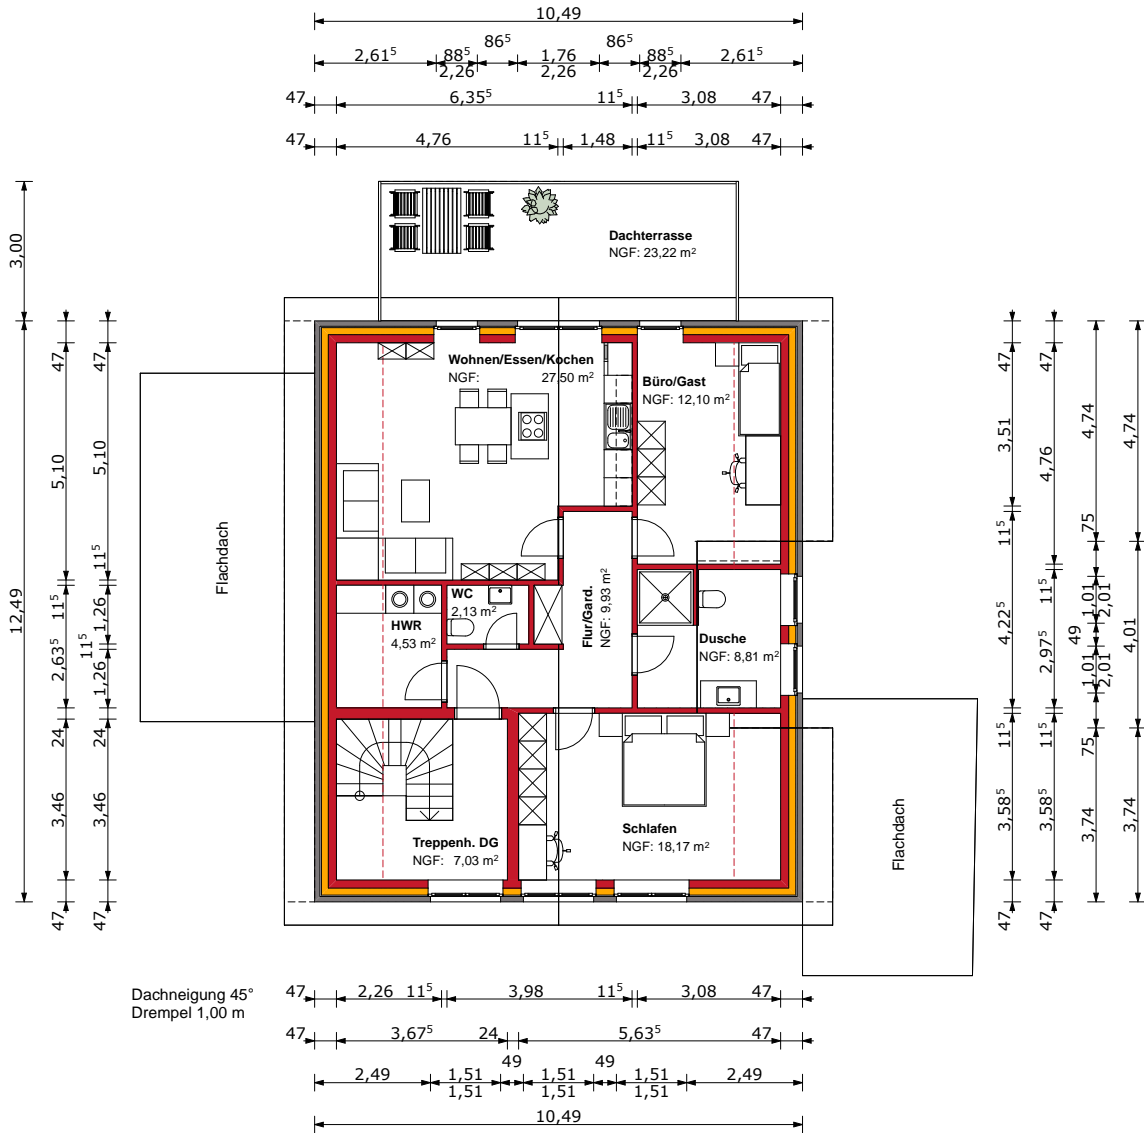 10,49
86⁵ 86⁵
2,61⁵ 88⁵ 1,76 88⁵ 2,61⁵
2,26 2,26 2,26
47 6,35⁵ 11⁵ 3,08 47
47 4,76 11⁵ 1,48 11⁵ 3,08 47
3,00
12,49
47
5,10
11⁵
2,63⁵
24
3,46
47
47
5,10
11⁵
1,26
11⁵
1,26
24
3,46
47
Dachterrasse
NGF: 23,22 m²
Wohnen/Essen/Kochen
NGF: 27,50 m²
Büro/Gast
NGF: 12,10 m²
Flachdach
WC
2,13 m²
HWR
4,53 m²
Flur/Gard.
NGF: 9,93 m²
Dusche
NGF: 8,81 m²
Treppenh. DG
NGF: 7,03 m²
Schlafen
NGF: 18,17 m²
Flachdach
47
3,51
11⁵
4,22⁵
11⁵
3,58⁵
47
47
4,76
11⁵
2,97⁵
11⁵
3,58⁵
47
4,74
75
1,01
2,01
49
1,01
2,01
75
3,74
4,74
4,01
3,74
Dachneigung 45°
Drempel 1,00 m
47 2,26 11⁵ 3,98 11⁵ 3,08 47
47 3,67⁵ 24 5,63⁵ 47
49 49
2,49 1,51 1,51 1,51 2,49
1,51 1,51 1,51
10,49